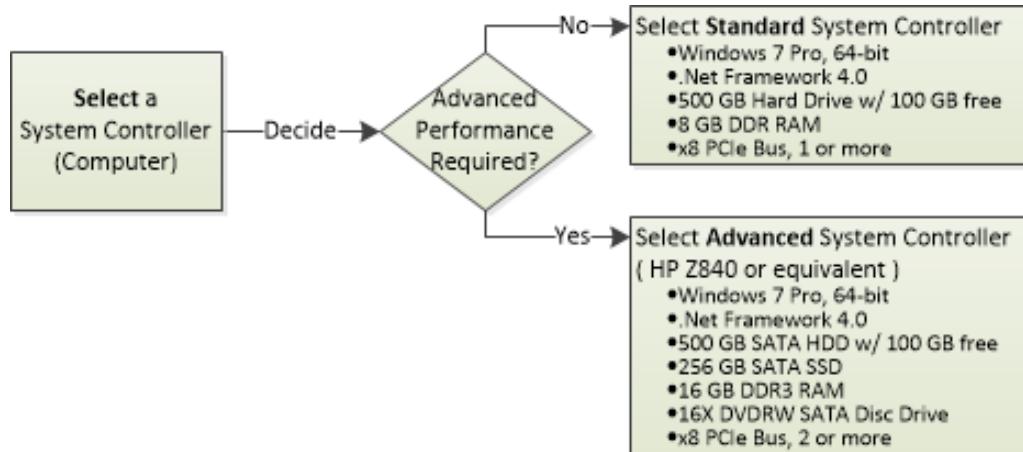 Select a
System Controller
(Computer)
Decide
Advanced
Performance
Required?
No
Select Standard System Controller
•Windows 7 Pro, 64-bit
•.Net Framework 4.0
•500 GB Hard Drive w/ 100 GB free
•8 GB DDR RAM
•x8 PCIe Bus, 1 or more
Yes
Select Advanced System Controller
( HP Z840 or equivalent )
•Windows 7 Pro, 64-bit
•.Net Framework 4.0
•500 GB SATA HDD w/ 100 GB free
•256 GB SATA SSD
•16 GB DDR3 RAM
•16X DVDRW SATA Disc Drive
•x8 PCIe Bus, 2 or more